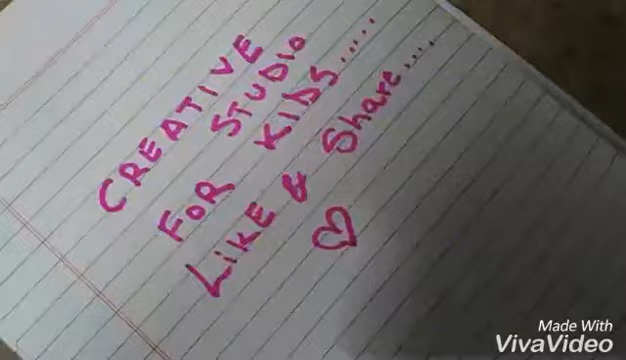 CREATIVE
STUDIO
FOR KIDS.....
LIKE & Share....
Made With
VivaVideo